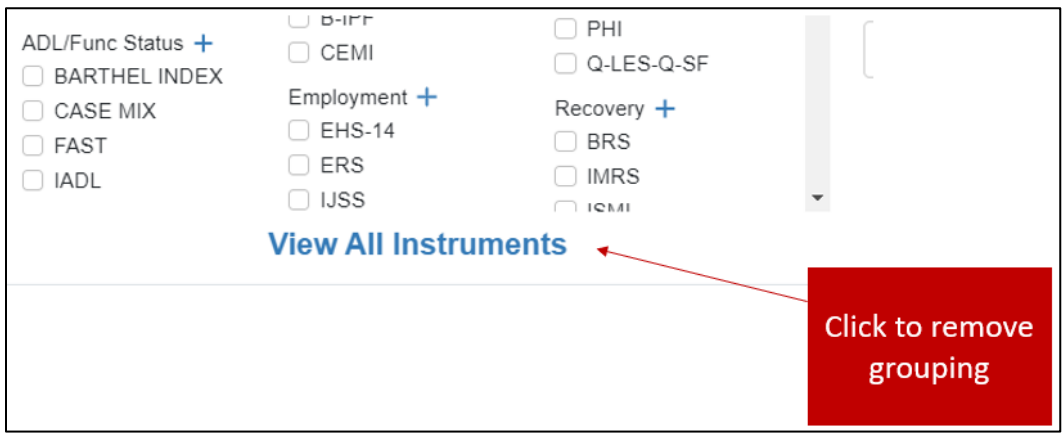 ADL/Func Status +
BARTHEL INDEX
CASE MIX
FAST
IADL
B-IPF
CEMI
Employment +
EHS-14
ERS
IJSS
PHI
Q-LES-Q-SF
Recovery +
BRS
IMRS
ISMI
View All Instruments
Click to remove
grouping